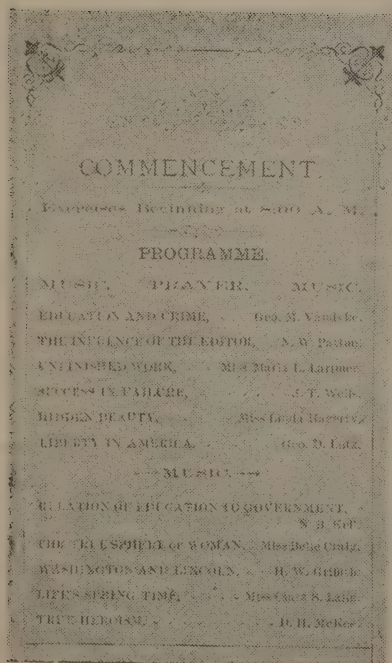 COMMENCEMENT.
Exercises Beginning at 8:00 A. M.
PROGRAMME.
MUSIC. PRAYER. MUSIC.
EDUCATION AND CRIME, Geo. M.
THE INFLUENCE OF THE EDITOR, N. W.
UNFINISHED WORK, Miss Maria L. Larimer.
SUCCESS IN FAILURE, J. T. Wells.
HIDDEN BEAUTY, Miss
LIBERTY IN AMERICA, Geo. D. Lutz.
MUSIC.
RELATION OF EDUCATION TO GOVERNMENT,
THE TRUE SPHERE OF WOMAN, Miss Belle Craig.
WASHINGTON AND LINCOLN, H. W.
LIFE'S SPRING TIME, Miss
TRUE HEROISM, D. H. McKee.